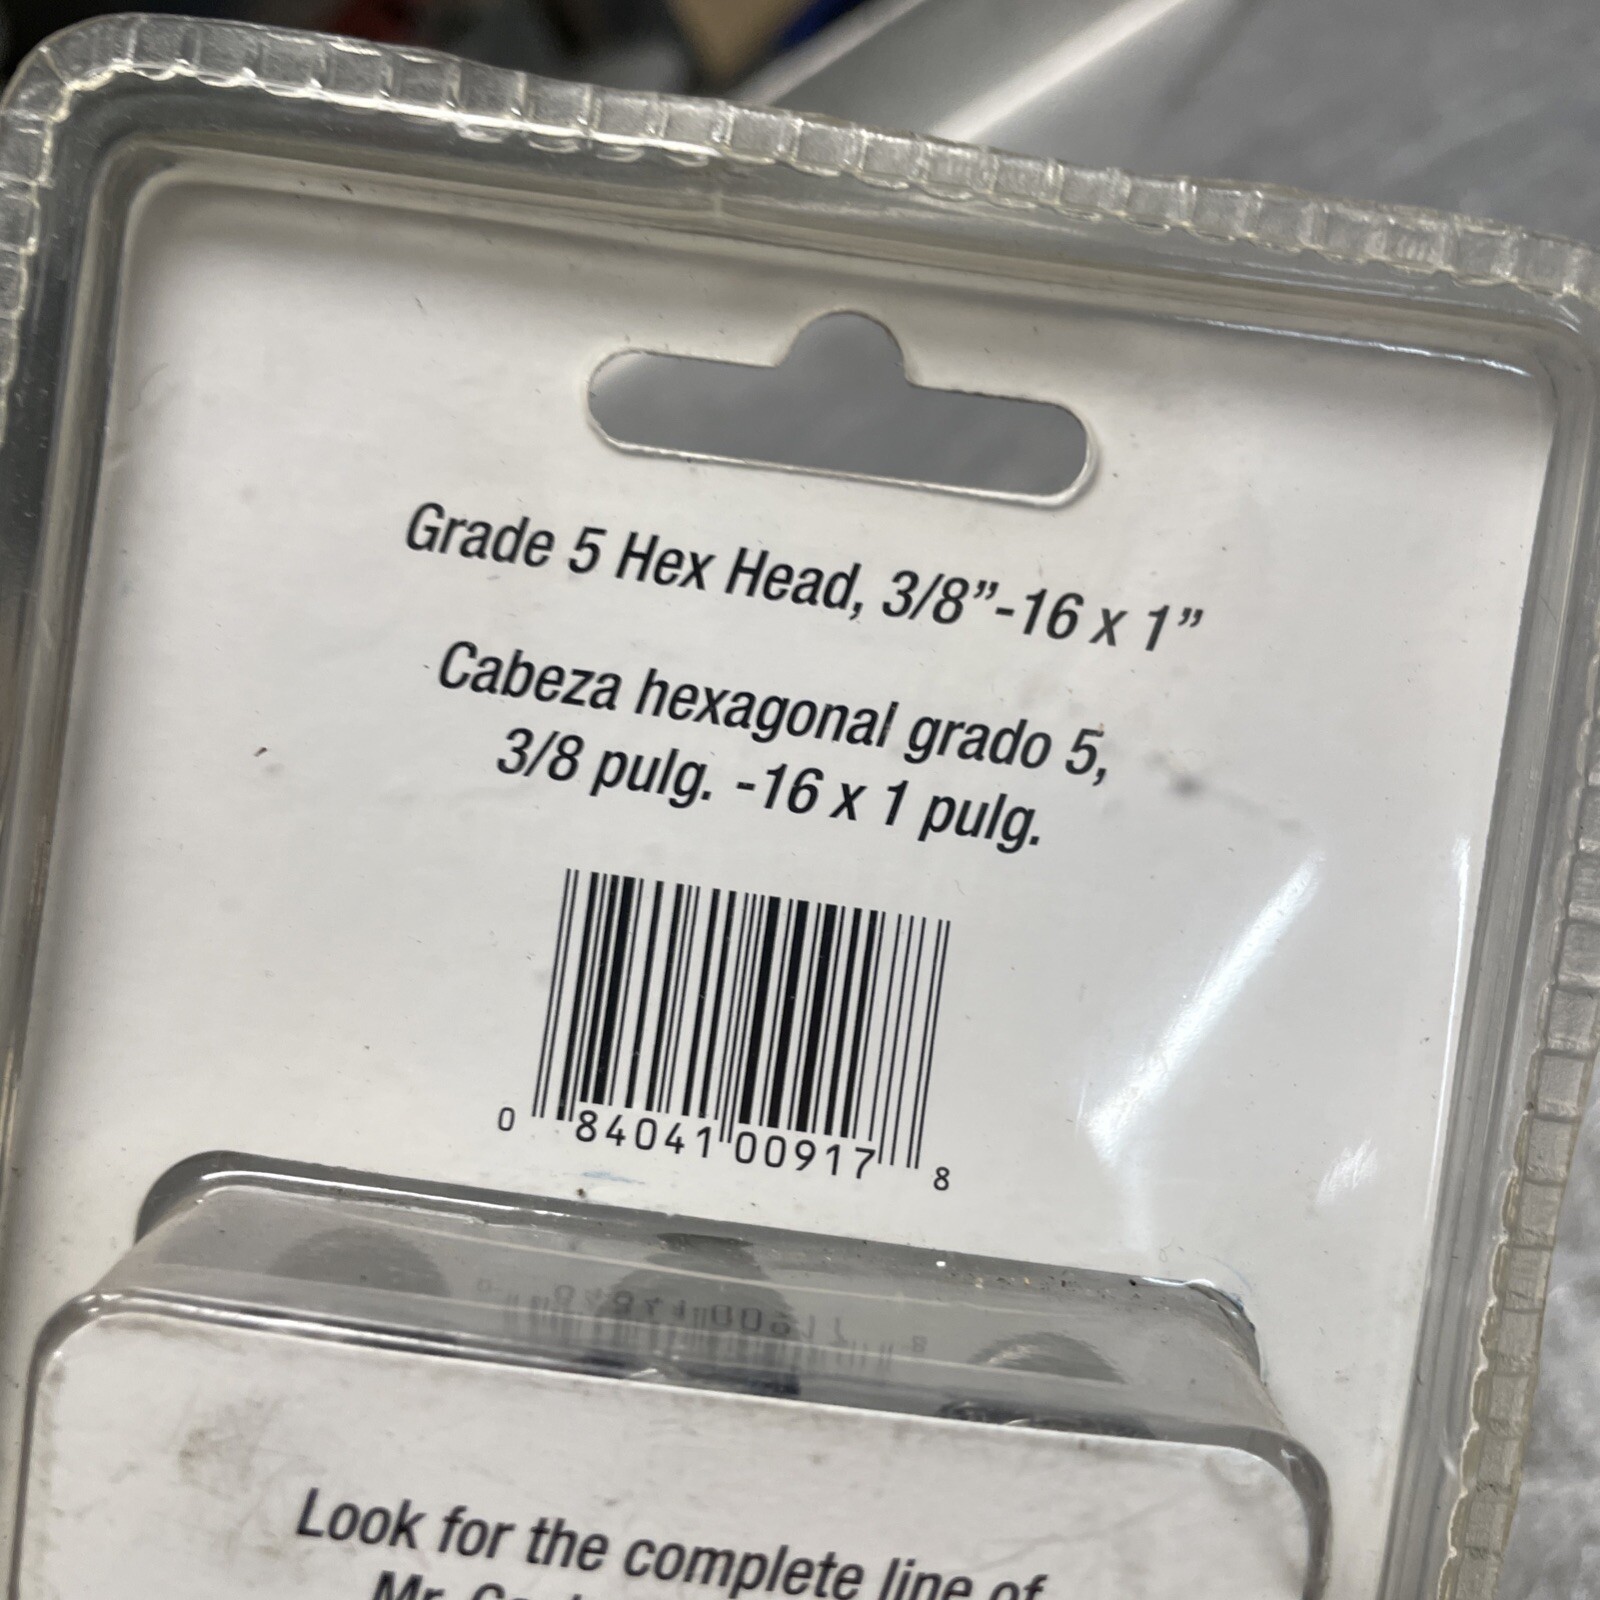 Grade 5 Hex Head, 3/8”-16 x 1”
Cabeza hexagonal grado 5,
3/8 pulg. -16 x 1 pulg.
0 84041 00917 8
Look for the complete line of
Mr.